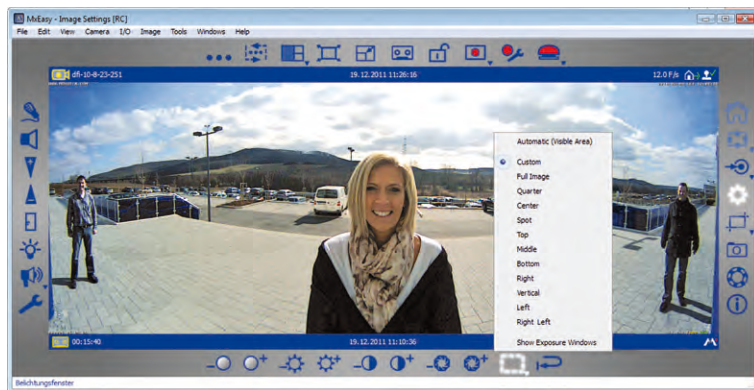 MxEasy - Image Settings [RC]
File Edit View Camera I/O Image Tools Windows Help
dfi-10-8-23-251 19.12.2011 11:26:16 12.0 F/s
Automatic (Visible Area)
Custom
Full Image
Quarter
Center
Spot
Top
Middle
Bottom
Right
Vertical
Left
Right Left
Show Exposure Windows
00:15:40 19.12.2011 11:10:36
Belichtungsfenster